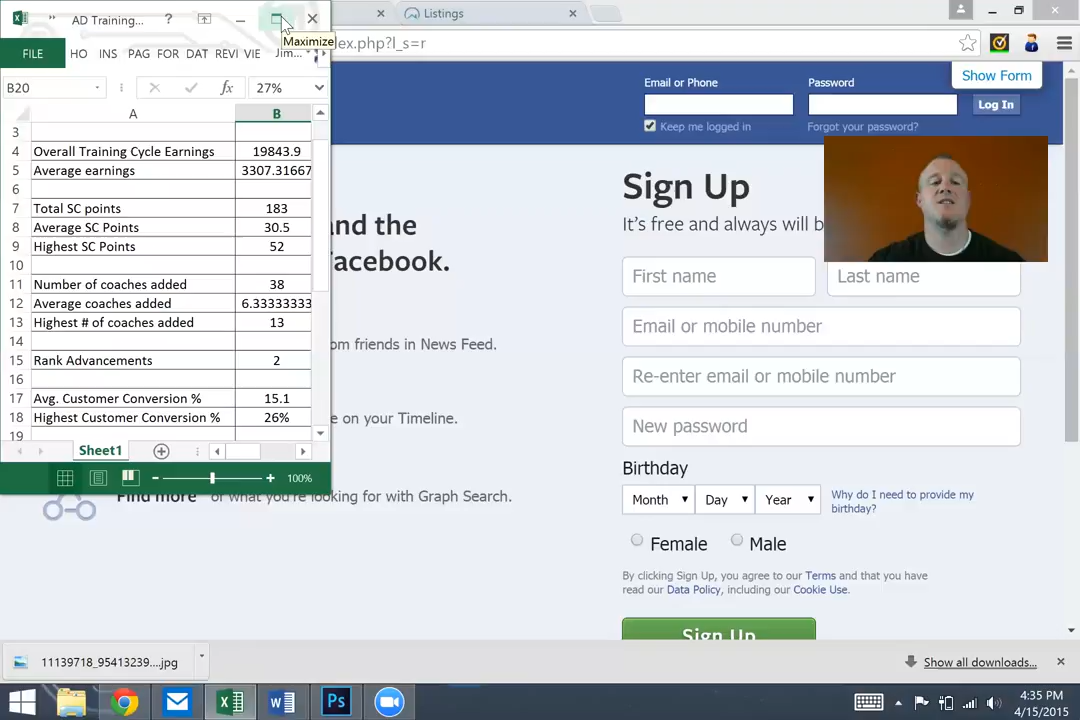 AD Training...
?
Maximize
FILE
HO
INS
PAG
FOR
DAT
REVI
VIE
Jim...
B20
fx
27%
A
B
3
4 Overall Training Cycle Earnings 19843.9
5 Average earnings 3307.31667
6
7 Total SC points 183
8 Average SC Points 30.5
9 Highest SC Points 52
10
11 Number of coaches added 38
12 Average coaches added 6.33333333
13 Highest # of coaches added 13
14
15 Rank Advancements 2
16
17 Avg. Customer Conversion % 15.1
18 Highest Customer Conversion % 26%
19
Sheet1
100%
Listings
ex.php?l_s=r
Show Form
Email or Phone
Password
Log In
Keep me logged in
Forgot your password?
and the
acebook.
om friends in News Feed.
e on your Timeline.
Find more or what you're looking for with Graph Search.
Sign Up
It's free and always will b
First name
Last name
Email or mobile number
Re-enter email or mobile number
New password
Birthday
Month
Day
Year
Why do I need to provide my
birthday?
Female
Male
By clicking Sign Up, you agree to our Terms and that you have
read our Data Policy, including our Cookie Use.
Sign Up
11139718_95413239....jpg
Show all downloads...
Ps
4:35 PM
4/15/2015